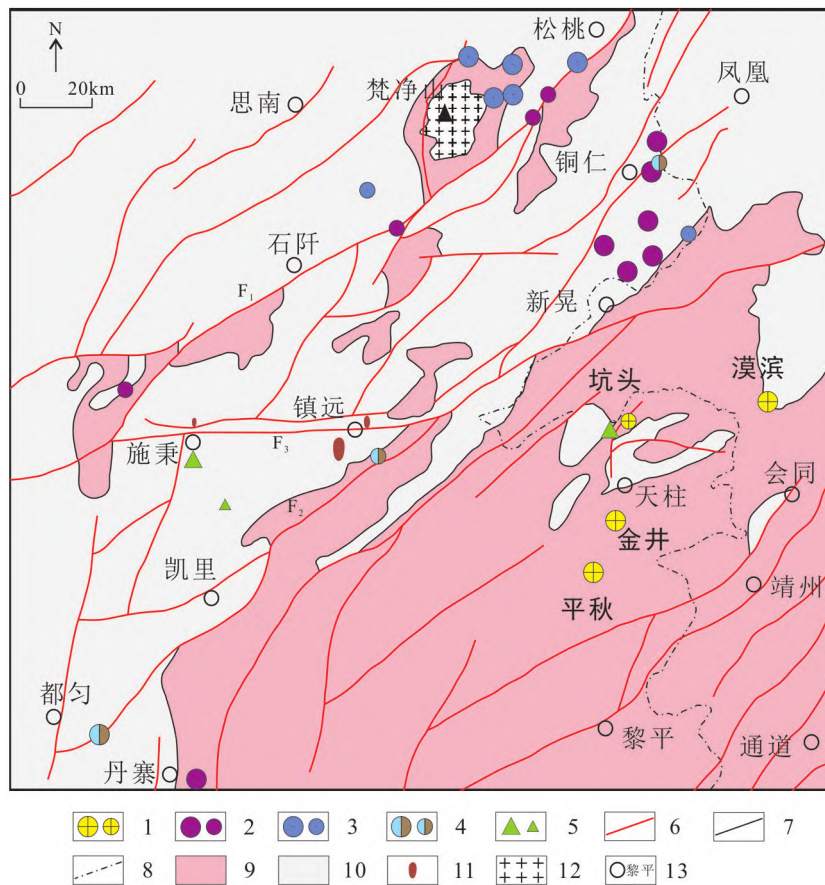 松桃
N
0 20km
梵净山
凤凰
思南
铜仁
石阡
F₁
新晃
漠滨
坑头
镇远
施秉
F₃
会同
天柱
F₂
金井
凯里
平秋
靖州
都匀
黎平
通道
丹寨
1 2 3 4 5 6 7
8 9 10 11 12 黎平 13